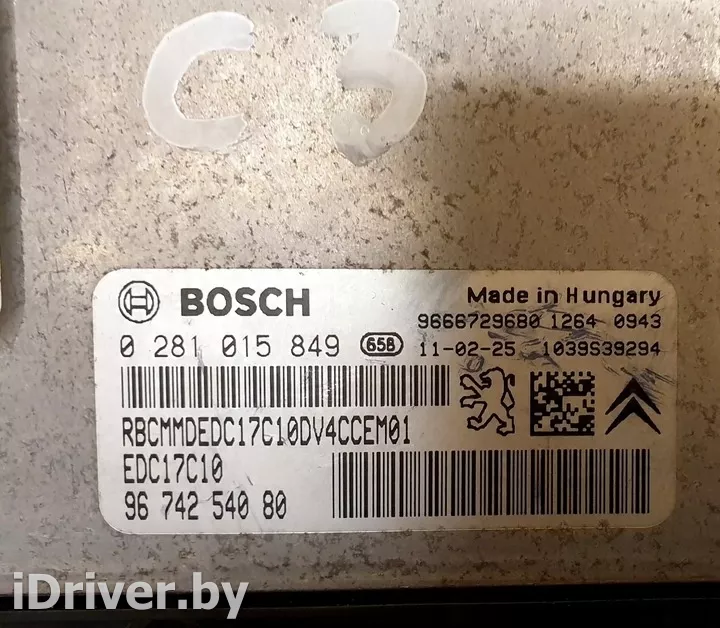 C 3
BOSCH
Made in Hungary
9666729680 1264 0943
0 281 015 849 658 11-02-25 1039S39294
RBCMMDEDC17C10DV4CCEM01
EDC17C10
96 742 540 80
iDriver.by